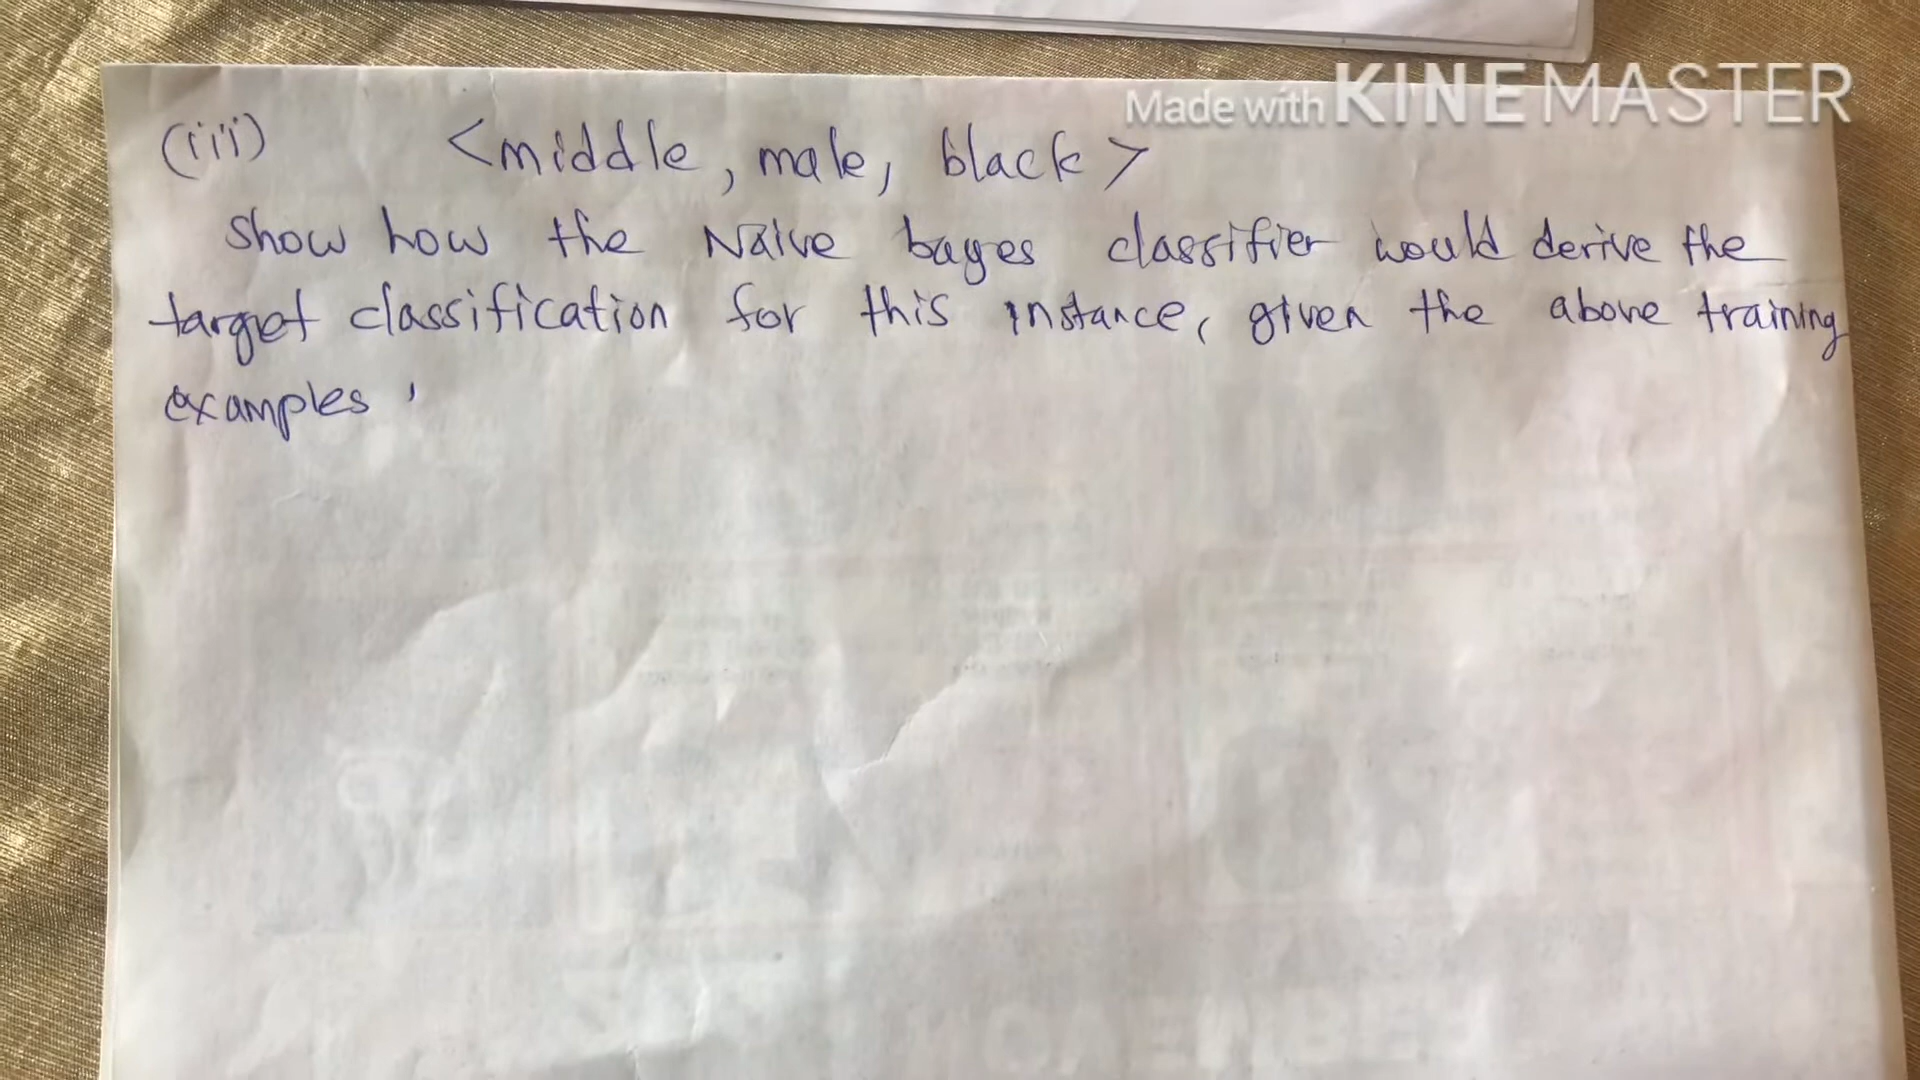 Made with KINEMASTER
(iii) <middle, male, black>
show how the Naive bayes classifier would derive the
target classification for this instance, given the above training
examples.